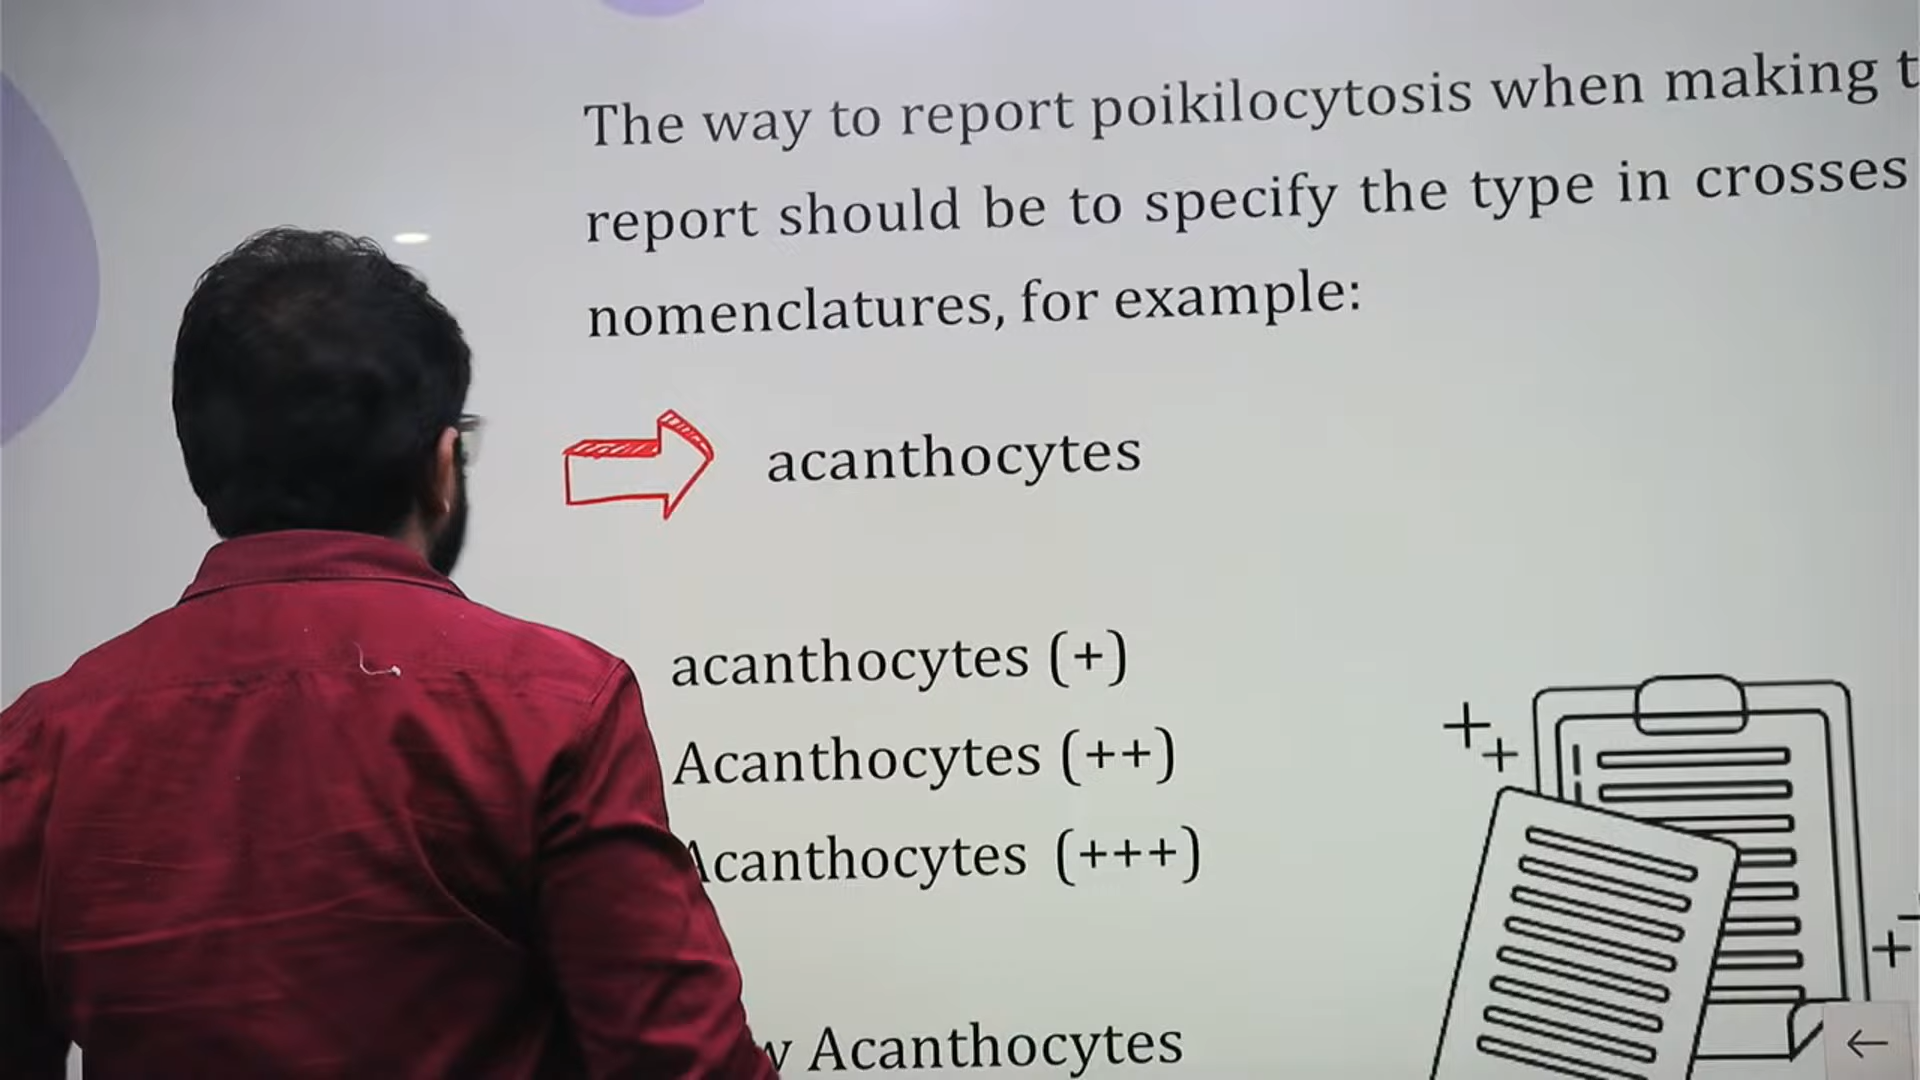 The way to report poikilocytosis when making
report should be to specify the type in crosses
nomenclatures, for example:
acanthocytes
acanthocytes (+)
Acanthocytes (++)
Acanthocytes (+++)
Acanthocytes